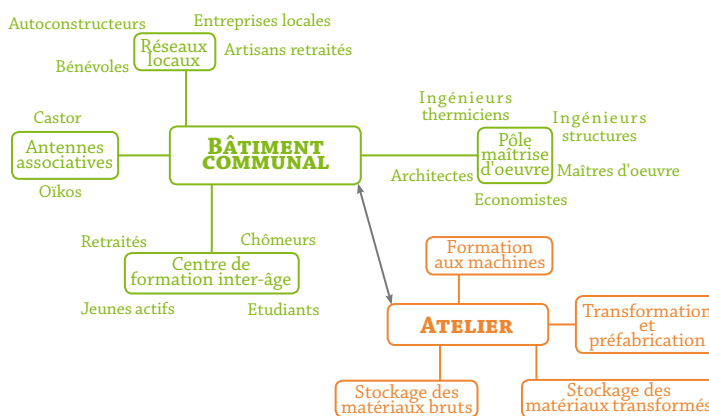 Autoconstructeurs
Entreprises locales
Réseaux
locaux
Artisans retraités
Bénévoles
Castor
Antennes
associatives
Oïkos
BÂTIMENT
COMMUNAL
Ingénieurs
thermiciens
Ingénieurs
structures
Pôle
maîtrise
d'oeuvre
Architectes
Maîtres d'oeuvre
Economistes
Retraités
Chômeurs
Centre de
formation inter-âge
Jeunes actifs
Etudiants
Formation
aux machines
ATELIER
Transformation
et
préfabrication
Stockage des
matériaux bruts
Stockage des
matériaux transformés